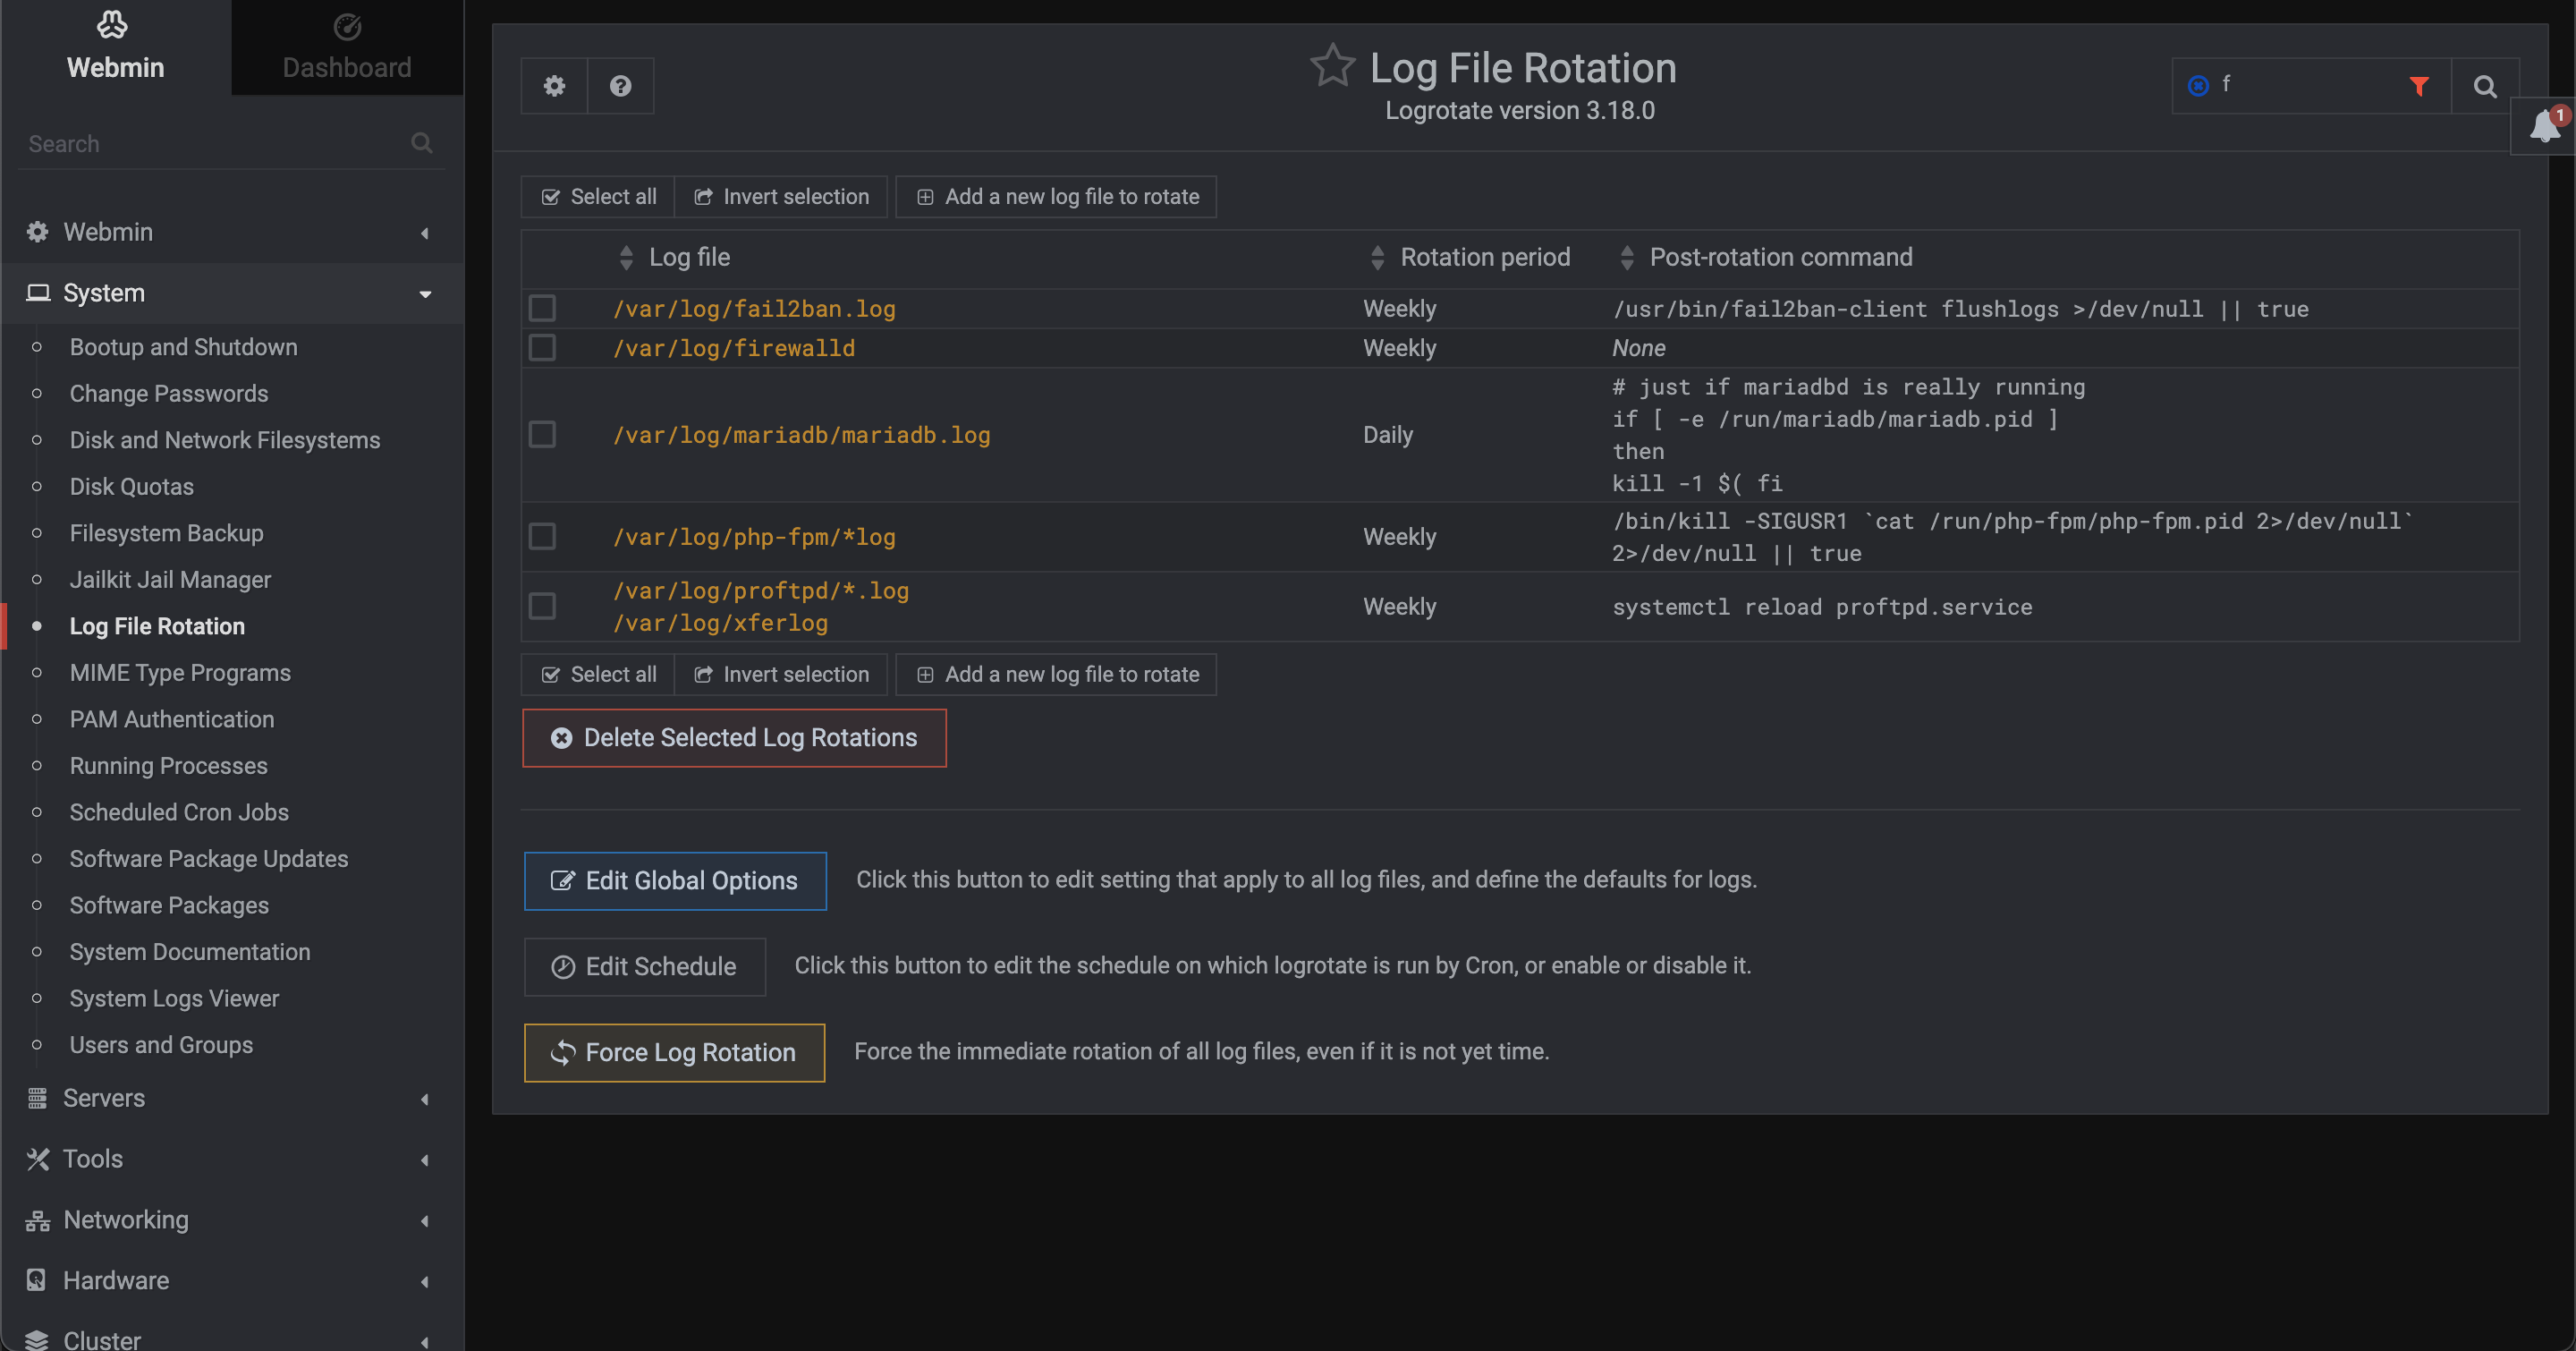 Webmin
Dashboard
Search
Webmin
System
Bootup and Shutdown
Change Passwords
Disk and Network Filesystems
Disk Quotas
Filesystem Backup
Jailkit Jail Manager
Log File Rotation
MIME Type Programs
PAM Authentication
Running Processes
Scheduled Cron Jobs
Software Package Updates
Software Packages
System Documentation
System Logs Viewer
Users and Groups
Servers
Tools
Networking
Hardware
Cluster
Log File Rotation
Logrotate version 3.18.0
f
1
Select all Invert selection Add a new log file to rotate
Log file Rotation period Post-rotation command
/var/log/fail2ban.log Weekly /usr/bin/fail2ban-client flushlogs >/dev/null || true
/var/log/firewalld Weekly None
/var/log/mariadb/mariadb.log Daily # just if mariadbd is really running
if [ -e /run/mariadb/mariadb.pid ]
then
kill -1 $( fi
/var/log/php-fpm/*log Weekly /bin/kill -SIGUSR1 `cat /run/php-fpm/php-fpm.pid 2>/dev/null`
2>/dev/null || true
/var/log/proftpd/*.log
/var/log/xferlog Weekly systemctl reload proftpd.service
Select all Invert selection Add a new log file to rotate
Delete Selected Log Rotations
Edit Global Options Click this button to edit setting that apply to all log files, and define the defaults for logs.
Edit Schedule Click this button to edit the schedule on which logrotate is run by Cron, or enable or disable it.
Force Log Rotation Force the immediate rotation of all log files, even if it is not yet time.